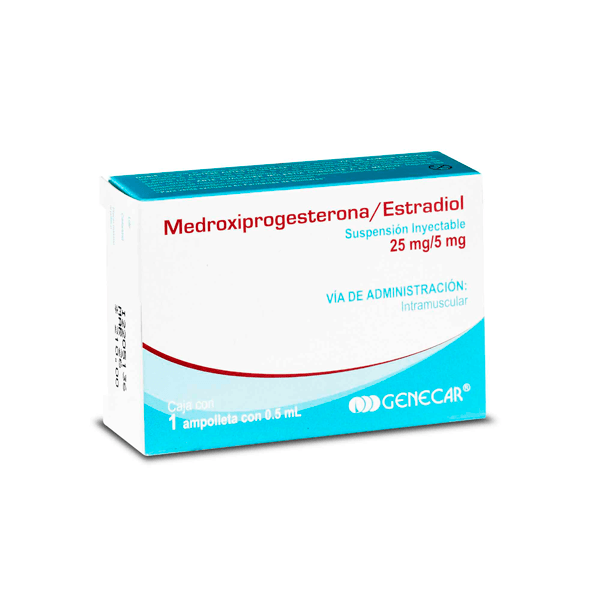 Medroxiprogesterona/Estradiol
Suspensión Inyectable
25 mg/5 mg
VÍA DE ADMINISTRACIÓN:
Intramuscular
Caja con
1 ampolleta con 0.5 mL
GENECAR®